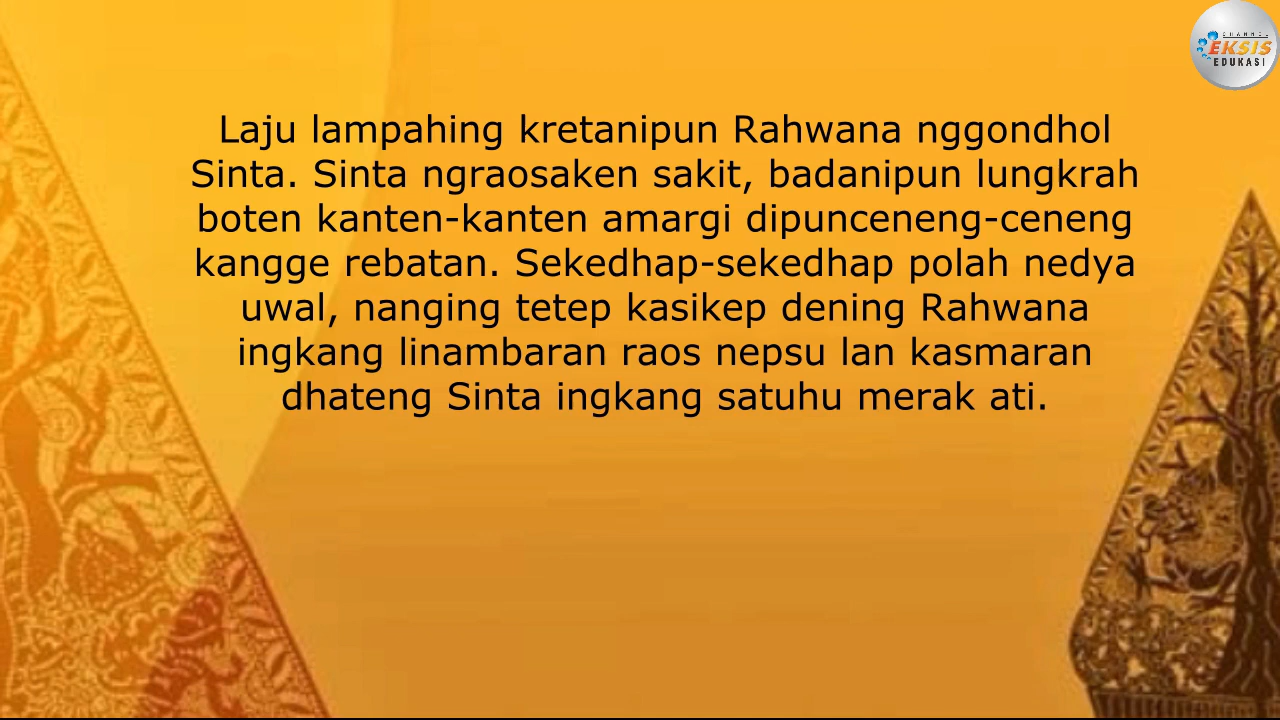 CHANNEL
EKSIS
EDUKASI
Laju lampahing kretanipun Rahwana nggondhol
Sinta. Sinta ngraosaken sakit, badanipun lungkrah
boten kanten-kanten amargi dipunceneng-ceneng
kangge rebatan. Sekedhap-sekedhap polah nedya
uwal, nanging tetep kasikep dening Rahwana
ingkang linambaran raos nepsu lan kasmaran
dhateng Sinta ingkang satuhu merak ati.